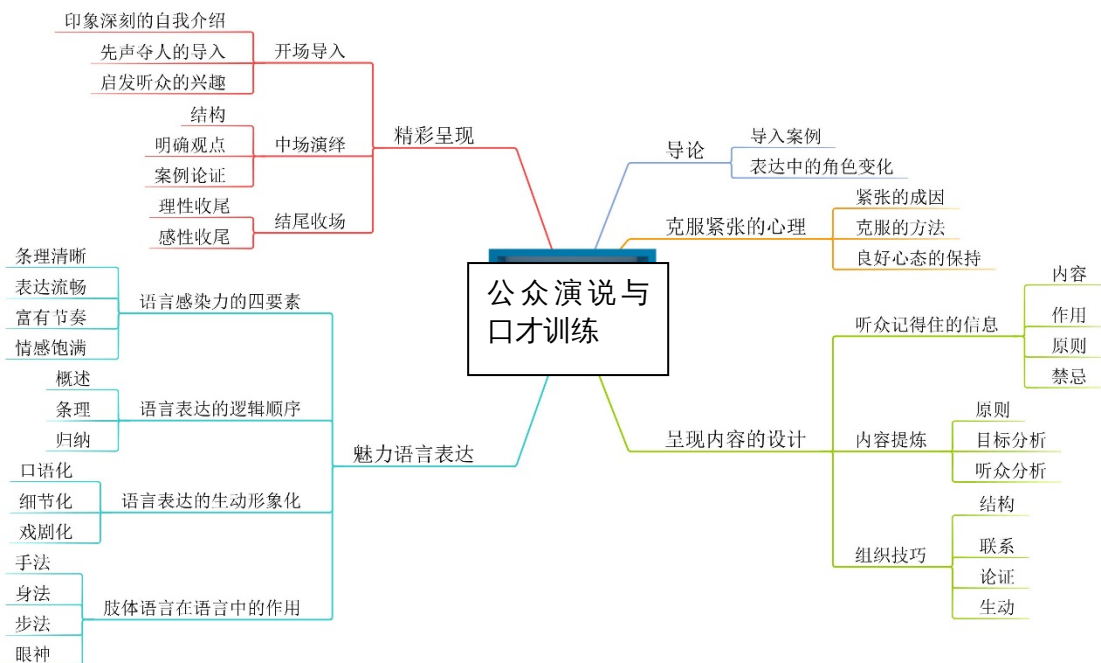 公众演说与
口才训练
导论
导入案例
表达中的角色变化
克服紧张的心理
紧张的成因
克服的方法
良好心态的保持
呈现内容的设计
听众记得住的信息
内容
作用
原则
禁忌
内容提炼
原则
目标分析
听众分析
组织技巧
结构
联系
论证
生动
精彩呈现
开场导入
印象深刻的自我介绍
先声夺人的导入
启发听众的兴趣
中场演绎
结构
明确观点
案例论证
结尾收场
理性收尾
感性收尾
魅力语言表达
语言感染力的四要素
条理清晰
表达流畅
富有节奏
情感饱满
语言表达的逻辑顺序
概述
条理
归纳
语言表达的生动形象化
口语化
细节化
戏剧化
肢体语言在语言中的作用
手法
身法
步法
眼神